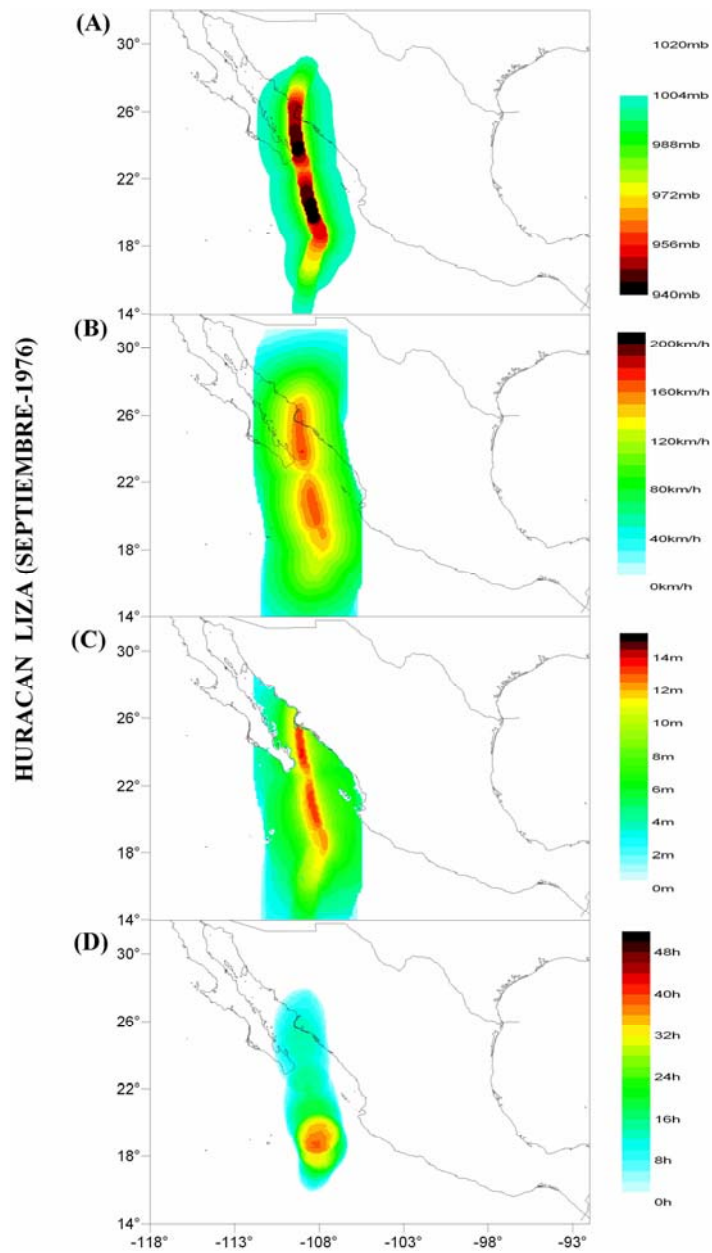 HURACAN LIZA (SEPTIEMBRE-1976)
(A)
30°
26°
22°
18°
14°
1020mb
1004mb
988mb
972mb
956mb
940mb
(B)
30°
26°
22°
18°
14°
200km/h
160km/h
120km/h
80km/h
40km/h
0km/h
(C)
30°
26°
22°
18°
14°
14m
12m
10m
8m
6m
4m
2m
0m
(D)
30°
26°
22°
18°
14°
48h
40h
32h
24h
16h
8h
0h
-118 -113 -108 -103 -98 -93